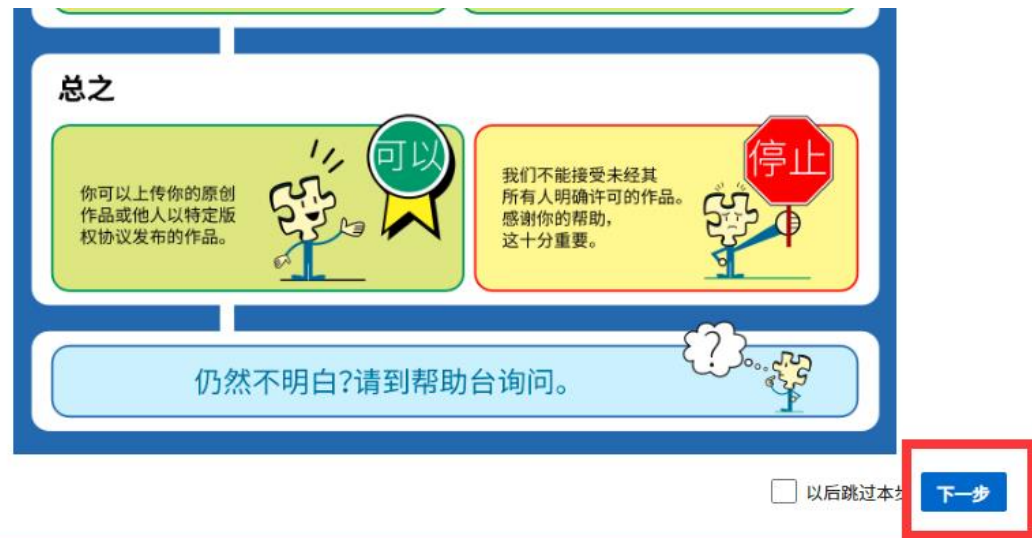 总之
你可以上传你的原创
作品或他人以特定版
权协议发布的作品。
可以
我们不能接受未经其
所有人明确许可的作品。
感谢你的帮助，
这十分重要。
停止
仍然不明白?请到帮助台询问。
?
以后跳过本步
下一步